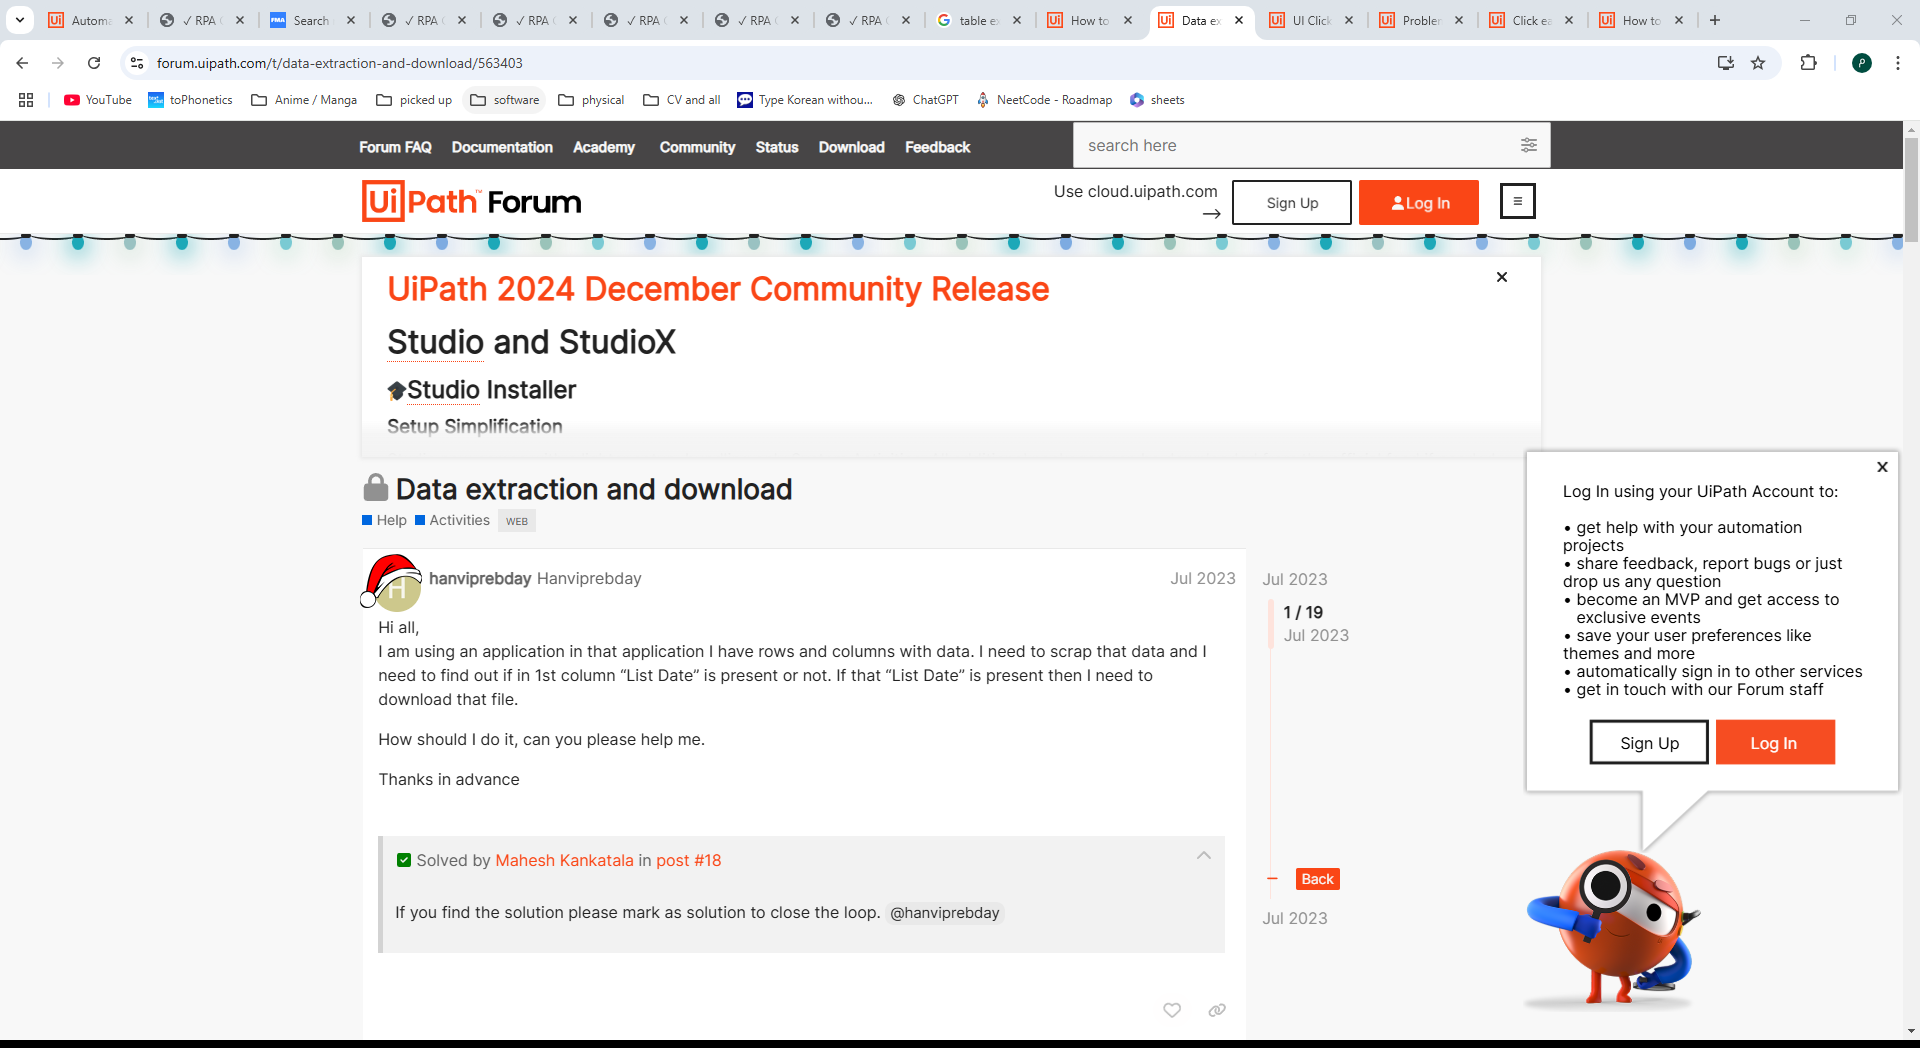 Automa
✓ RPA
Search
✓ RPA
✓ RPA
✓ RPA
✓ RPA
✓ RPA
table ex
How to
Data ex
UI Click
Problem
Click ea
How to
forum.uipath.com/t/data-extraction-and-download/563403
YouTube
toPhonetics
Anime / Manga
picked up
software
physical
CV and all
Type Korean withou...
ChatGPT
NeetCode - Roadmap
sheets
Forum FAQ Documentation Academy Community Status Download Feedback
search here
UiPath™ Forum
Use cloud.uipath.com
→
Sign Up
Log In
UiPath 2024 December Community Release
Studio and StudioX
Studio Installer
Setup Simplification
Data extraction and download
Help Activities WEB
hanviprebday Hanviprebday Jul 2023
Hi all,
I am using an application in that application I have rows and columns with data. I need to scrap that data and I
need to find out if in 1st column “List Date” is present or not. If that “List Date” is present then I need to
download that file.
How should I do it, can you please help me.
Thanks in advance
Solved by Mahesh Kankatala in post #18
If you find the solution please mark as solution to close the loop. @hanviprebday
Jul 2023
1 / 19
Jul 2023
Back
Jul 2023
x
Log In using your UiPath Account to:
• get help with your automation
projects
• share feedback, report bugs or just
drop us any question
• become an MVP and get access to
exclusive events
• save your user preferences like
themes and more
• automatically sign in to other services
• get in touch with our Forum staff
Sign Up
Log In